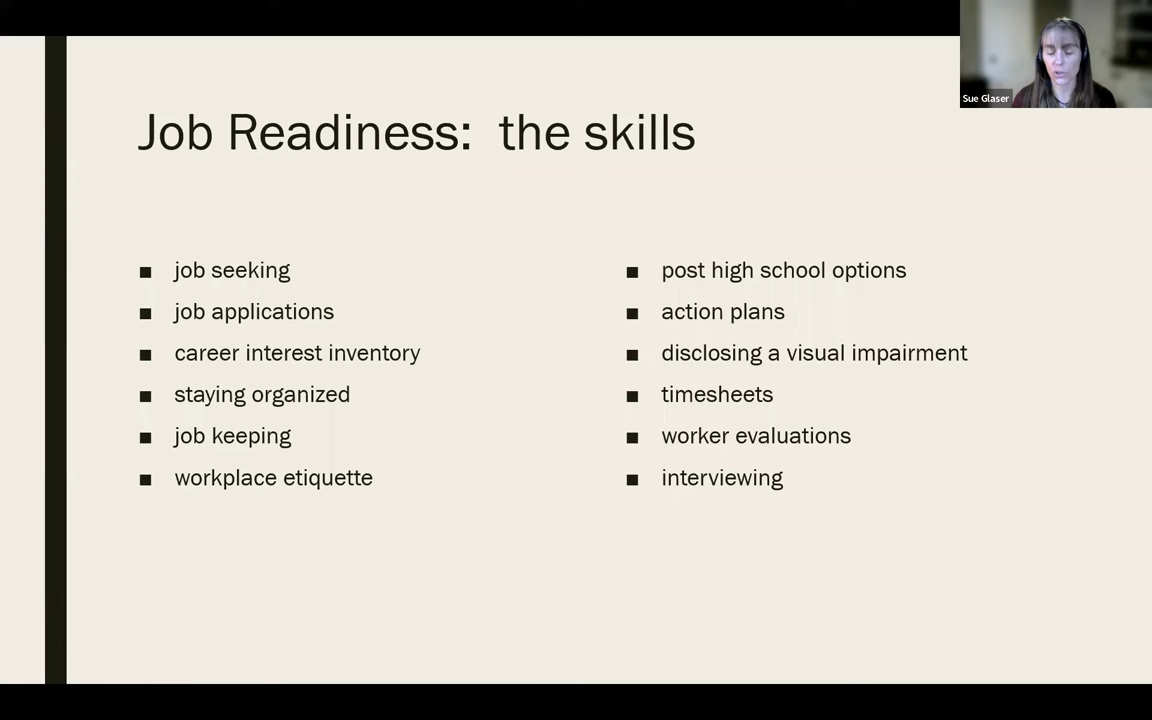 Sue Glaser
Job Readiness:  the skills
job seeking
job applications
career interest inventory
staying organized
job keeping
workplace etiquette
post high school options
action plans
disclosing a visual impairment
timesheets
worker evaluations
interviewing